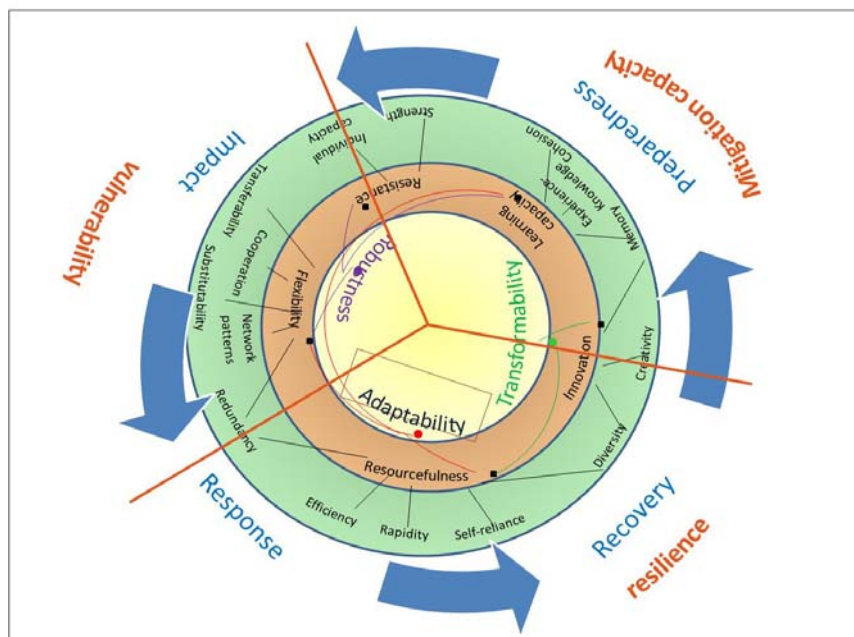 Mitigation capacity
Preparedness
vulnerability
Impact
Response
Recovery
resilience
Strength
Individual
capacity
Transferability
Cooperation
Substitutability
Network
patterns
Redundancy
Efficiency
Rapidity
Self-reliance
Diversity
Creativity
Memory
Experience-
Knowledge
Cohesion
Resistance
Learning
capacity
Flexibility
Innovation
Resourcefulness
Robustness
Transformability
Adaptability